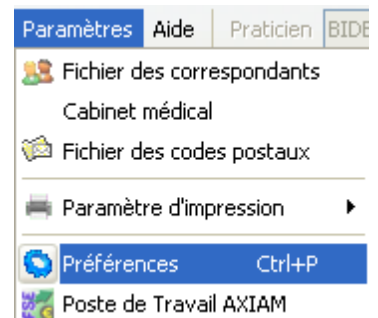 Paramètres Aide Praticien BIDE
Fichier des correspondants
Cabinet médical
Fichier des codes postaux
Paramètre d'impression
Préférences Ctrl+P
Poste de Travail AXIAM